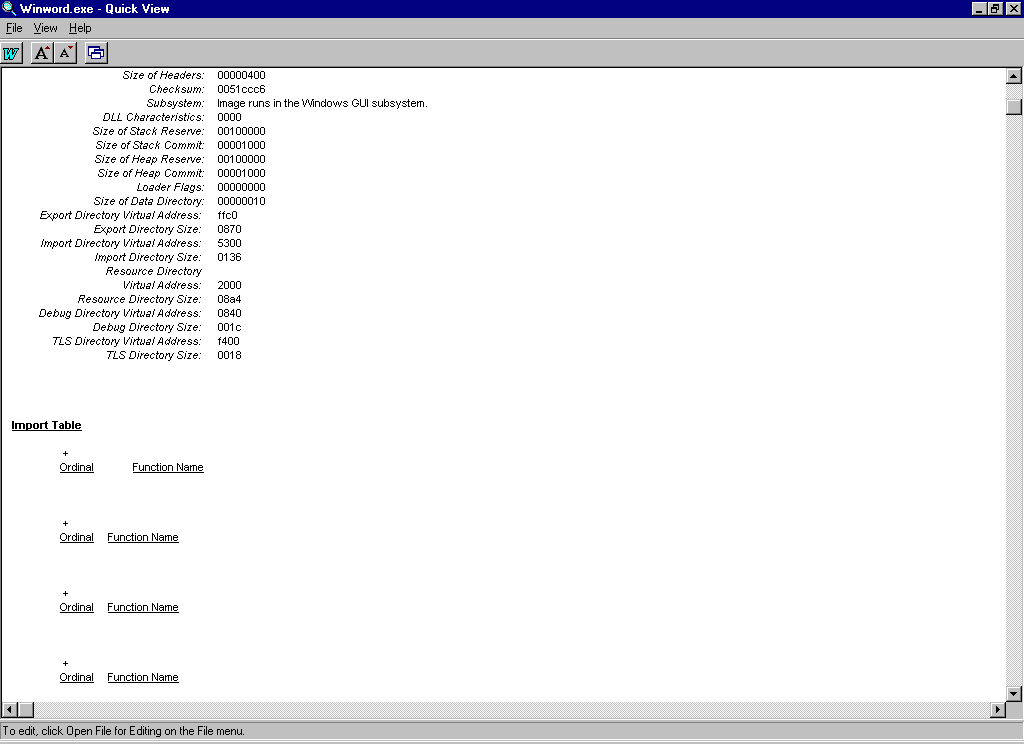 Winword.exe - Quick View
File View Help
W A A
Size of Headers: 00000400
Checksum: 0051ccc6
Subsystem: Image runs in the Windows GUI subsystem.
DLL Characteristics: 0000
Size of Stack Reserve: 00100000
Size of Stack Commit: 00001000
Size of Heap Reserve: 00100000
Size of Heap Commit: 00001000
Loader Flags: 00000000
Size of Data Directory: 00000010
Export Directory Virtual Address: ffc0
Export Directory Size: 0870
Import Directory Virtual Address: 5300
Import Directory Size: 0136
Resource Directory
Virtual Address: 2000
Resource Directory Size: 08a4
Debug Directory Virtual Address: 0840
Debug Directory Size: 001c
TLS Directory Virtual Address: f400
TLS Directory Size: 0018
Import Table
+
Ordinal Function Name
+
Ordinal Function Name
+
Ordinal Function Name
+
Ordinal Function Name
To edit, click Open File for Editing on the File menu.